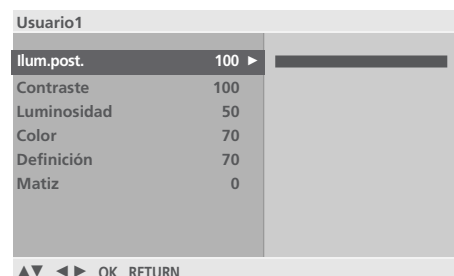 Usuario1
Ilum.post. 100 ►
Contraste 100
Luminosidad 50
Color 70
Definición 70
Matiz 0
▲▼ ◄► OK RETURN